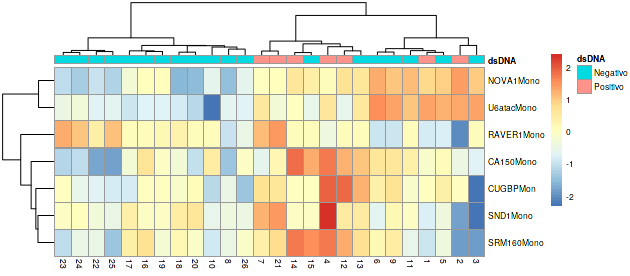 dsDNA
NOVA1Mono
U6atacMono
RAVER1Mono
CA150Mono
CUGBPMon
SND1Mono
SRM160Mono
23 24 22 25 17 16 19 18 20 10 8 26 7 21 14 15 4 12 13 6 9 11 1 5 2 3
2
1
0
-1
-2
dsDNA
Negativo
Positivo